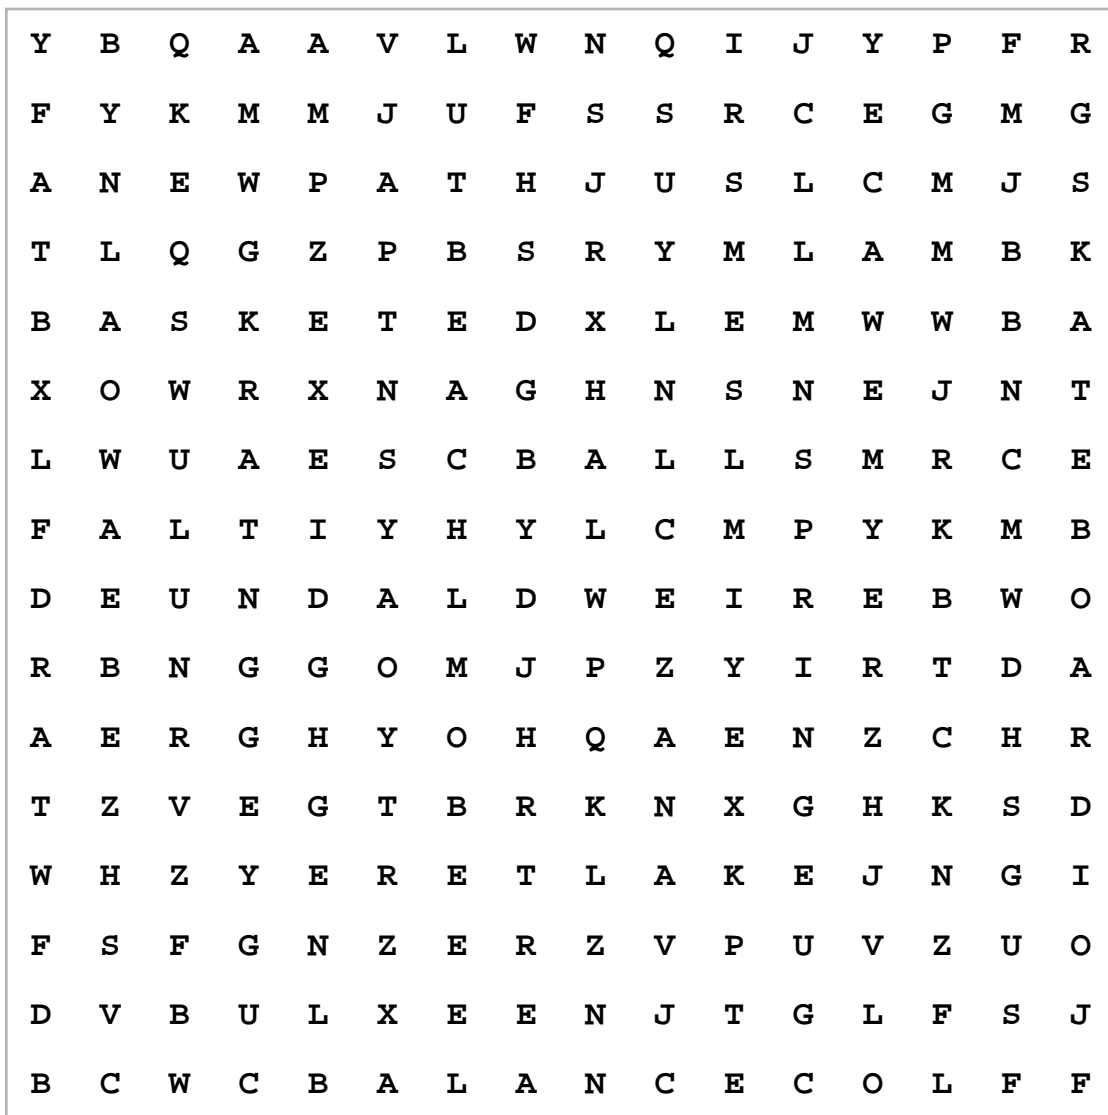 Y B Q A A V L W N Q I J Y P F R
F Y K M M J U F S S R C E G M G
A N E W P A T H J U S L C M J S
T L Q G Z P B S R Y M L A M B K
B A S K E T E D X L E M W W B A
X O W R X N A G H N S N E J N T
L W U A E S C B A L L S M R C E
F A L T I Y H Y L C M P Y K M B
D E U N D A L D W E I R E B W O
R B N G G O M J P Z Y I R T D A
A E R G H Y O H Q A E N Z C H R
T Z V E G T B R K N X G H K S D
W H Z Y E R E T L A K E J N G I
F S F G N Z E R Z V P U V Z U O
D V B U L X E E N J T G L F S J
B C W C B A L A N C E C O L F F